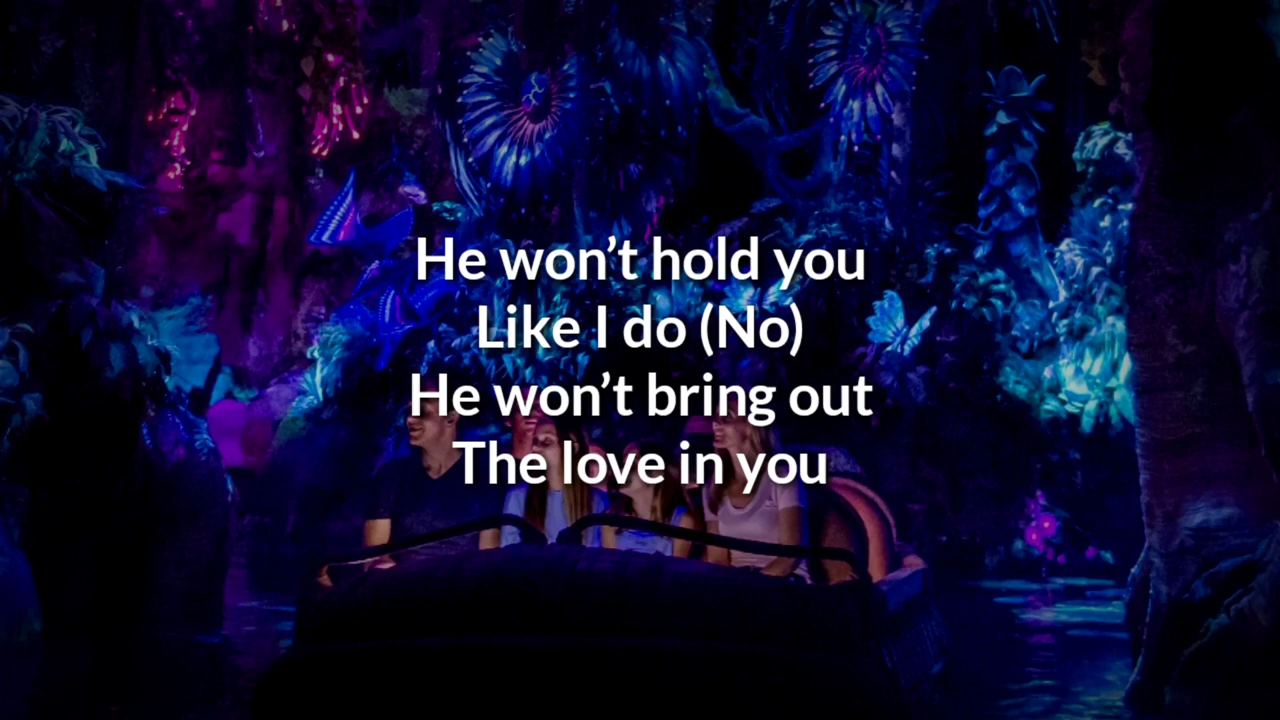 He won’t hold you
Like I do (No)
He won’t bring out
The love in you